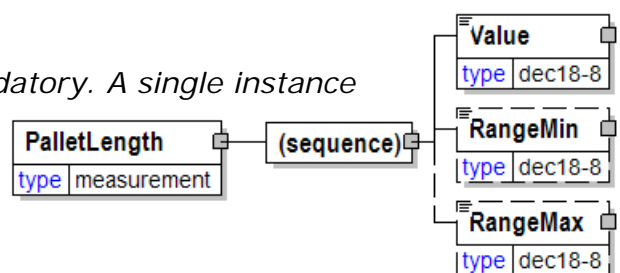 Value
type dec18-8
datory. A single instance
RangeMin
PalletLength
(sequence)
type dec18-8
type measurement
RangeMax
type dec18-8